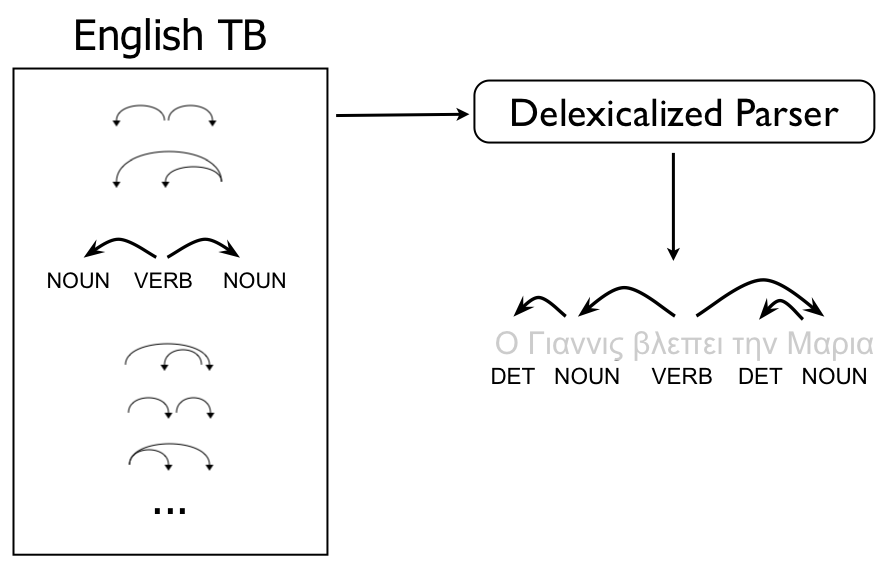 English TB
Delexicalized Parser
NOUN VERB NOUN
Ο Γιαννις βλεπει την Μαρια
DET NOUN VERB DET NOUN
...